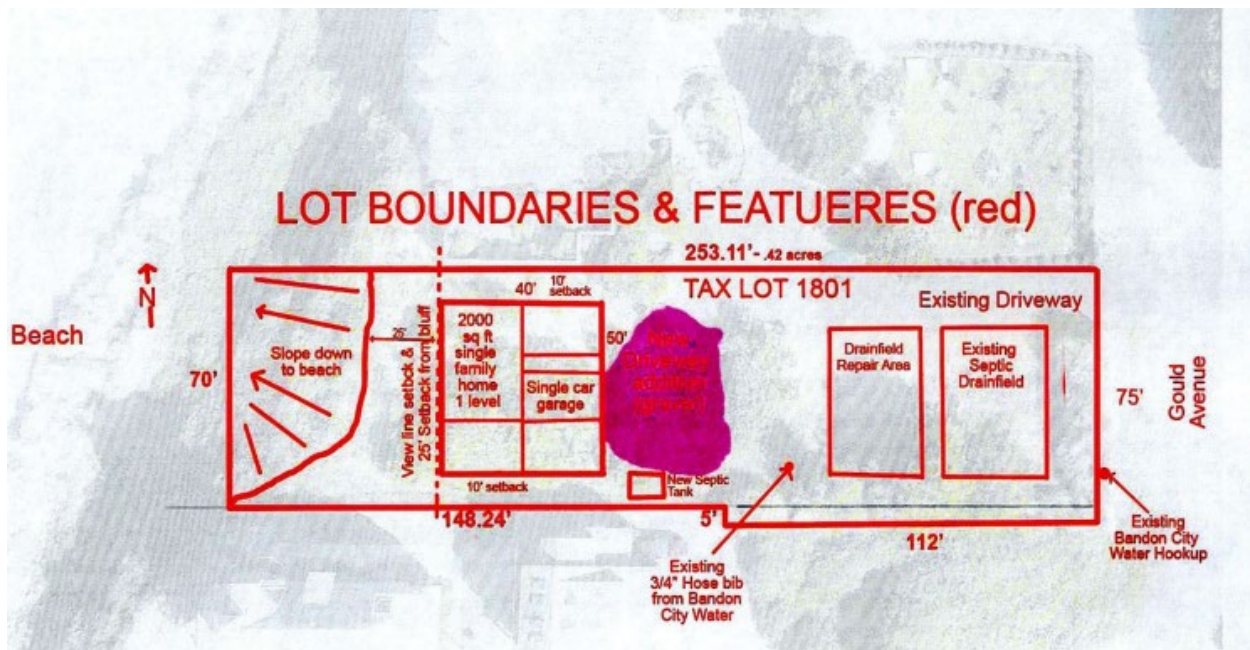 LOT BOUNDARIES & FEATUERES (red)
253.11'- .42 acres
TAX LOT 1801
N
Beach
Slope down
to beach
70'
25'
View line setbck &
25' Setback from bluff
40'
10'
setback
2000
sq ft
single
family
home
1 level
Single car
garage
50'
New
Driveway
10' setback
New Septic
Tank
Existing Driveway
Drainfield
Repair Area
Existing
Septic
Drainfield
75'
Gould
Avenue
148.24'
5'
112'
Existing
3/4" Hose bib
from Bandon
City Water
Existing
Bandon City
Water Hookup